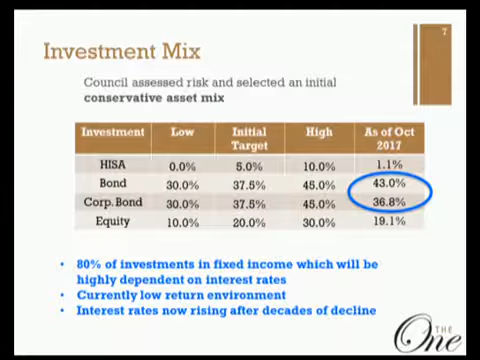 7
Investment Mix
Council assessed risk and selected an initial
conservative asset mix
Investment Low Initial Target High As of Oct 2017
HISA 0.0% 5.0% 10.0% 1.1%
Bond 30.0% 37.5% 45.0% 43.0%
Corp. Bond 30.0% 37.5% 45.0% 36.8%
Equity 10.0% 20.0% 30.0% 19.1%
• 80% of investments in fixed income which will be
highly dependent on interest rates
• Currently low return environment
• Interest rates now rising after decades of decline
THE
One